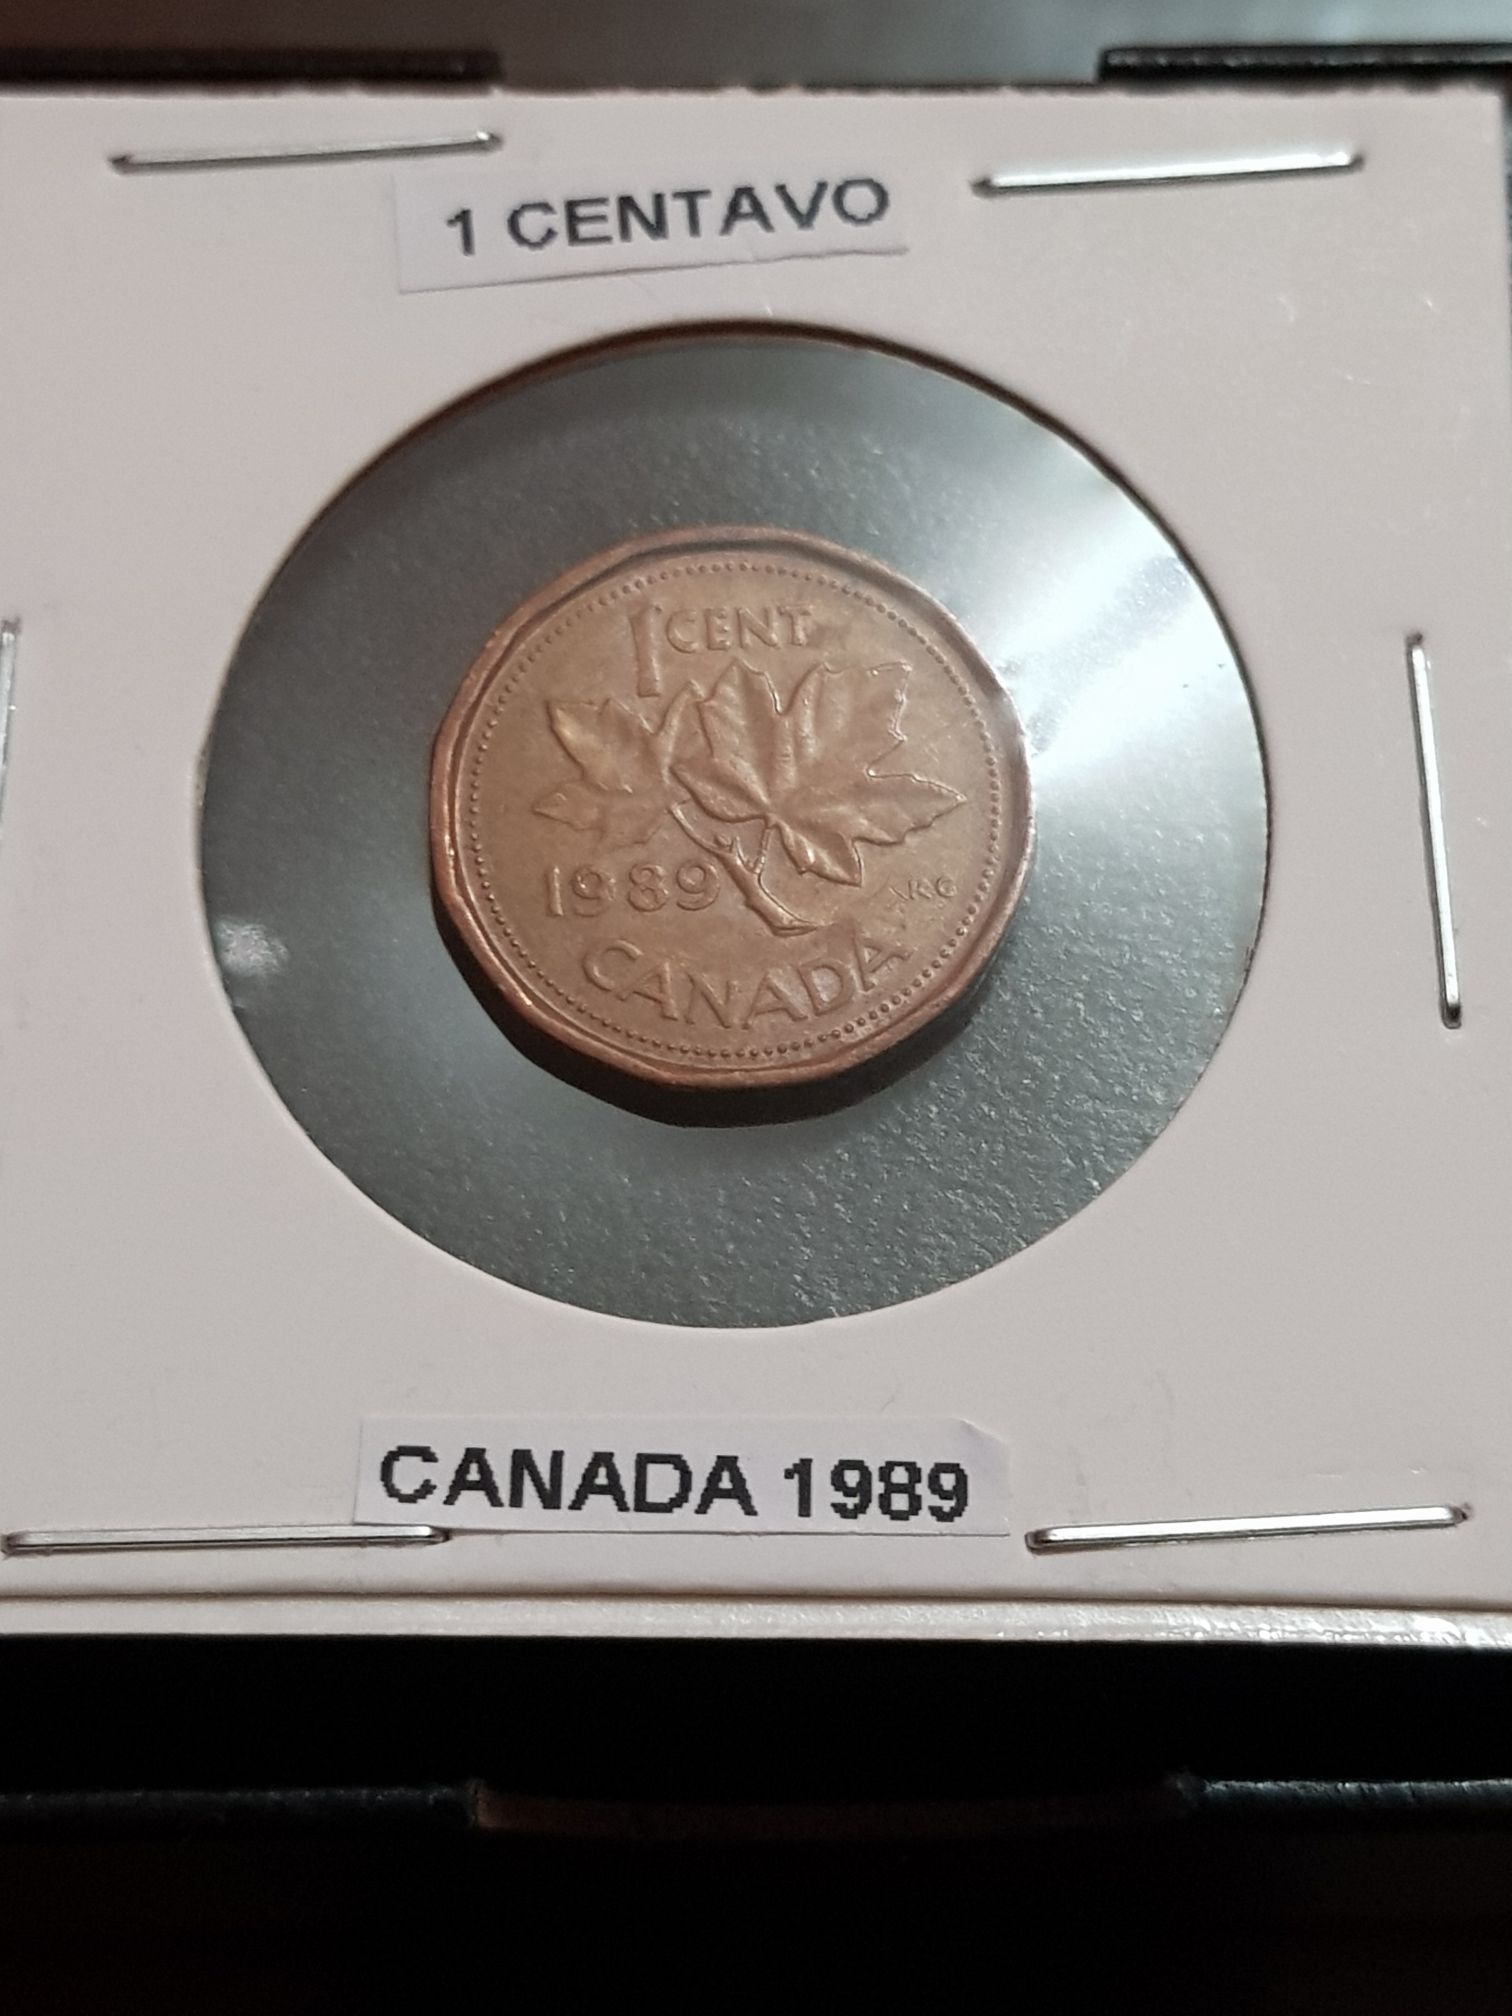 1 CENTAVO
1 CENT
1989
KG
CANADA
CANADA 1989